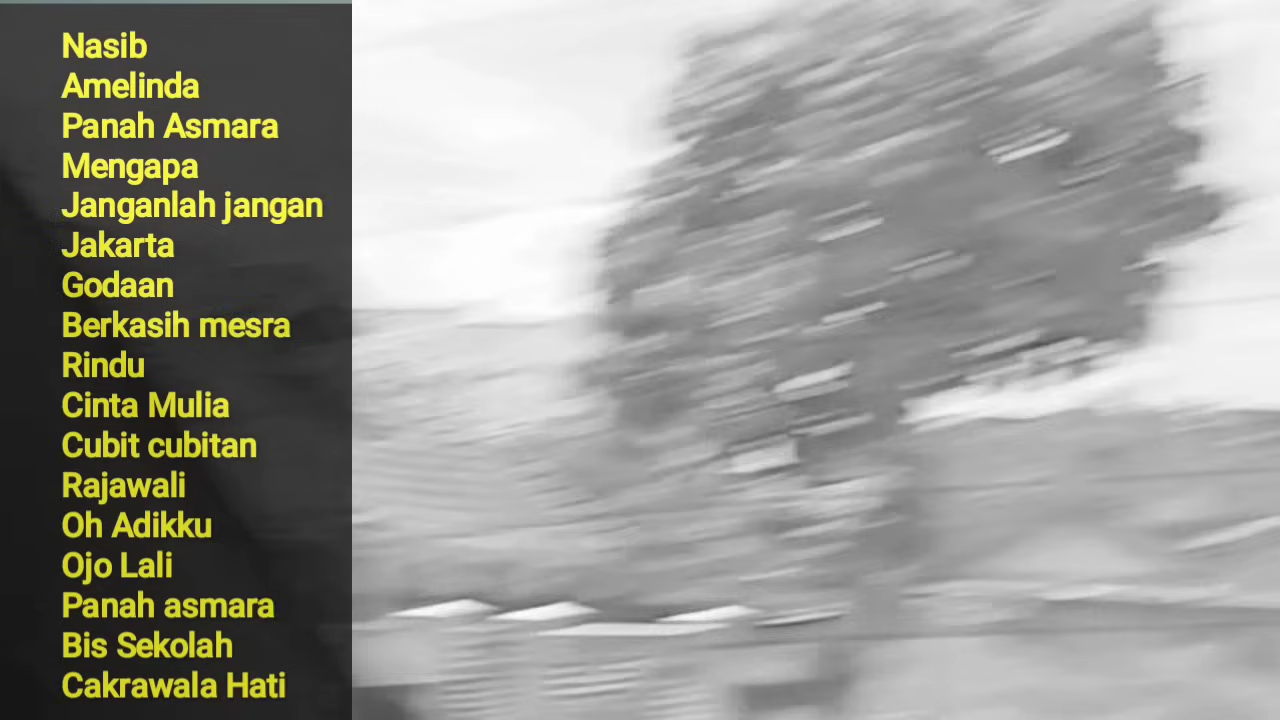 Nasib
Amelinda
Panah Asmara
Mengapa
Janganlah jangan
Jakarta
Godaan
Berkasih mesra
Rindu
Cinta Mulia
Cubit cubitan
Rajawali
Oh Adikku
Ojo Lali
Panah asmara
Bis Sekolah
Cakrawala Hati